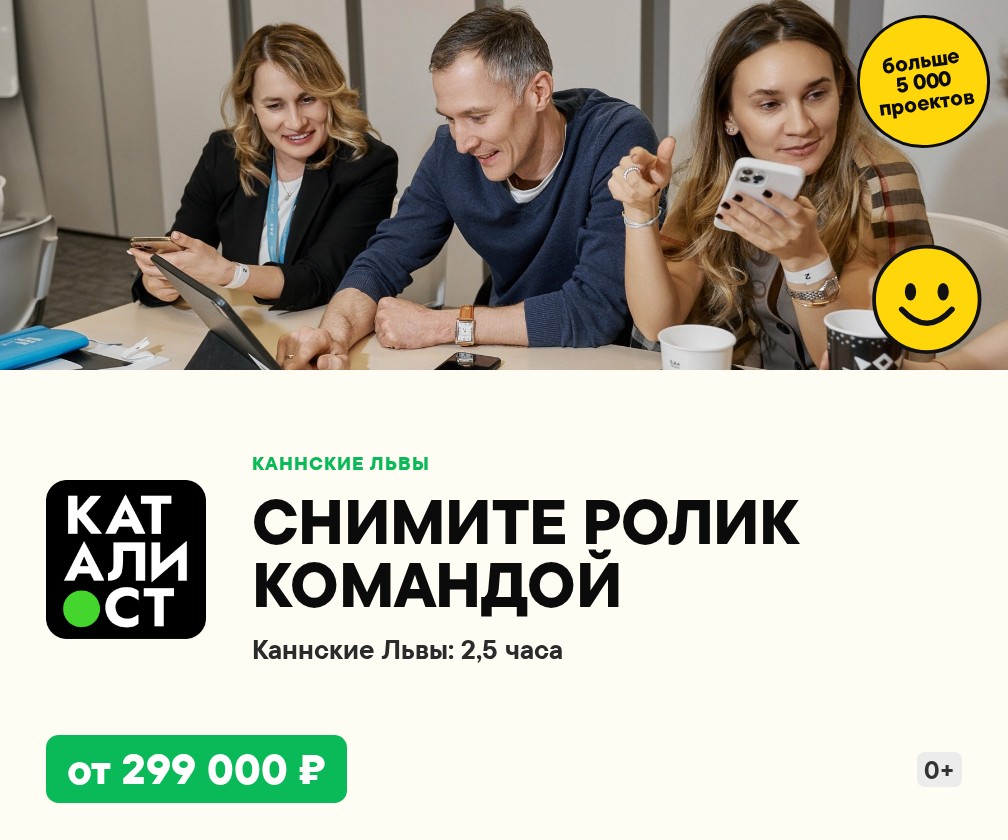 больше
5 000
проектов
КАННСКИЕ ЛЬВЫ
КАТ
АЛИ
СТ
СНИМИТЕ РОЛИК
КОМАНДОЙ
Каннские Львы: 2,5 часа
от 299 000 ₽
0+